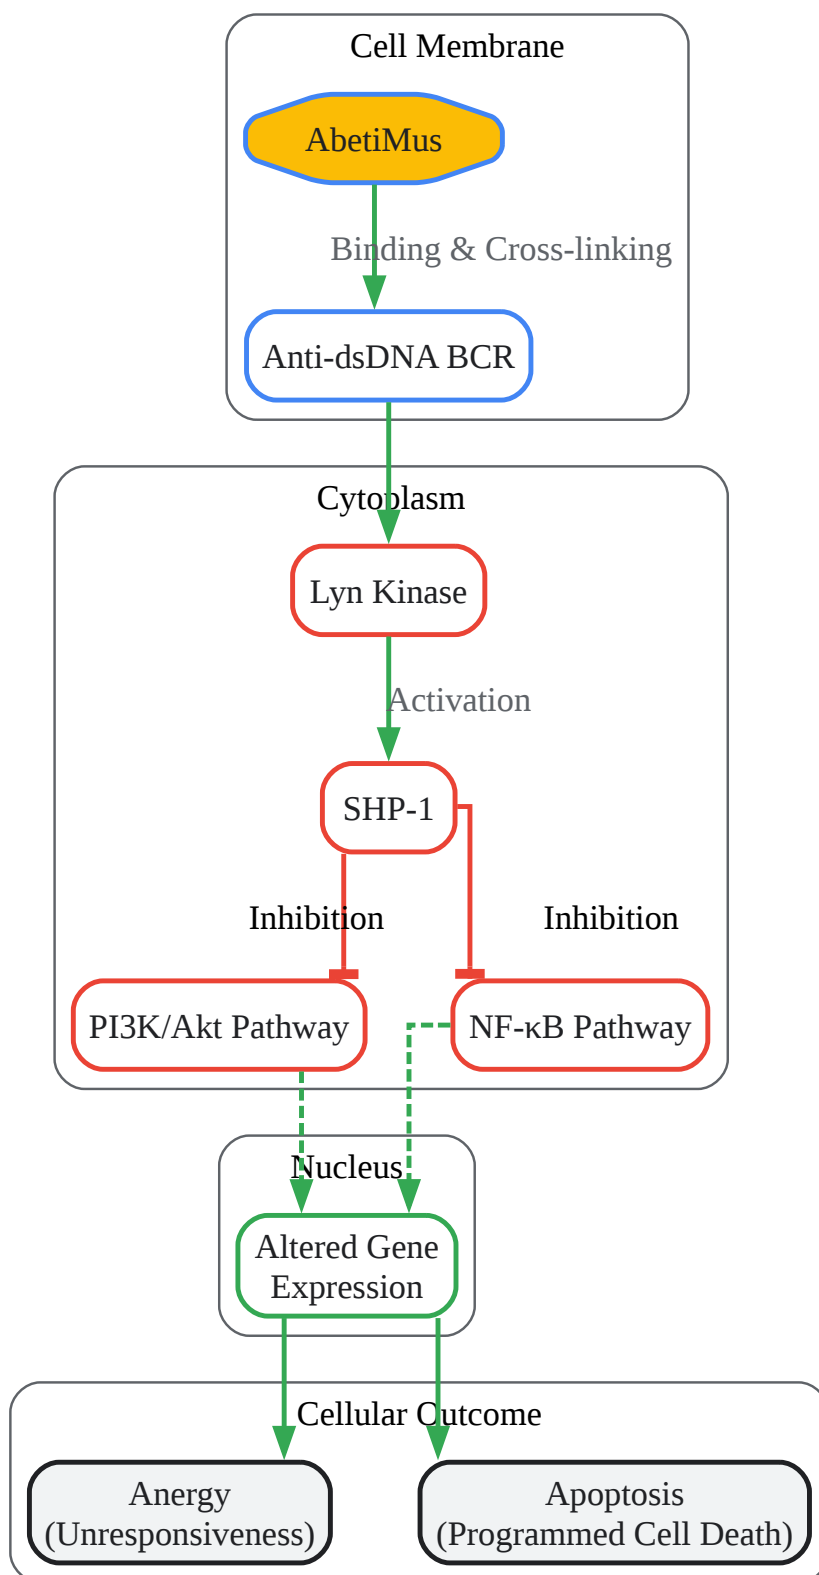 Cell Membrane
AbetiMus
Binding & Cross-linking
Anti-dsDNA BCR
Cytoplasm
Lyn Kinase
Activation
SHP-1
Inhibition
Inhibition
PI3K/Akt Pathway
NF-κB Pathway
Nucleus
Altered Gene
Expression
Cellular Outcome
Anergy
(Unresponsiveness)
Apoptosis
(Programmed Cell Death)